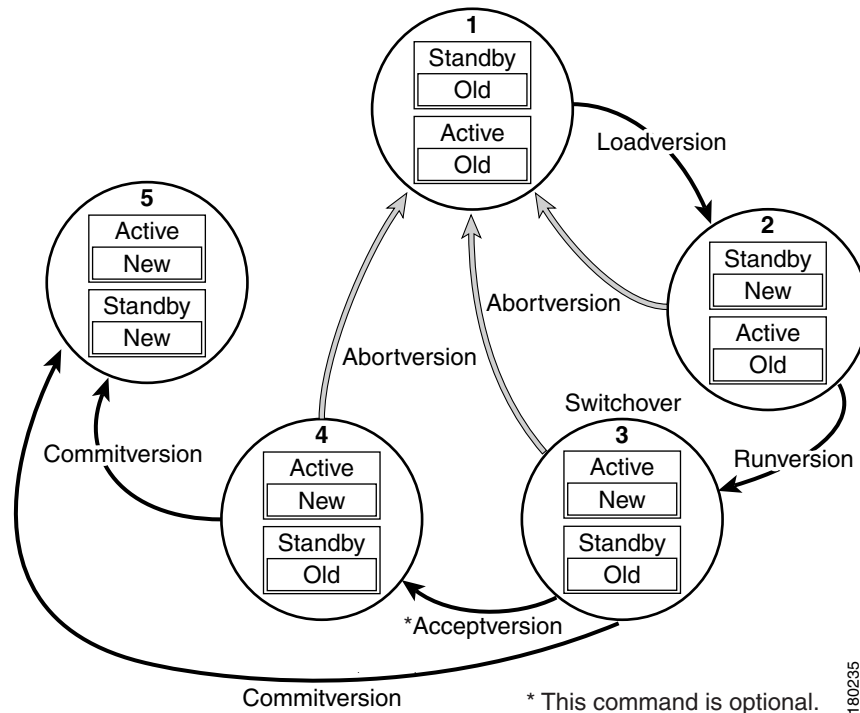 1
Standby
Old
Active
Old
Loadversion
2
Standby
New
Active
Old
5
Active
New
Standby
New
Abortversion
Abortversion
Switchover
3
Active
New
Standby
Old
Runversion
4
Active
New
Standby
Old
Commitversion
*Acceptversion
Commitversion
* This command is optional.
180235